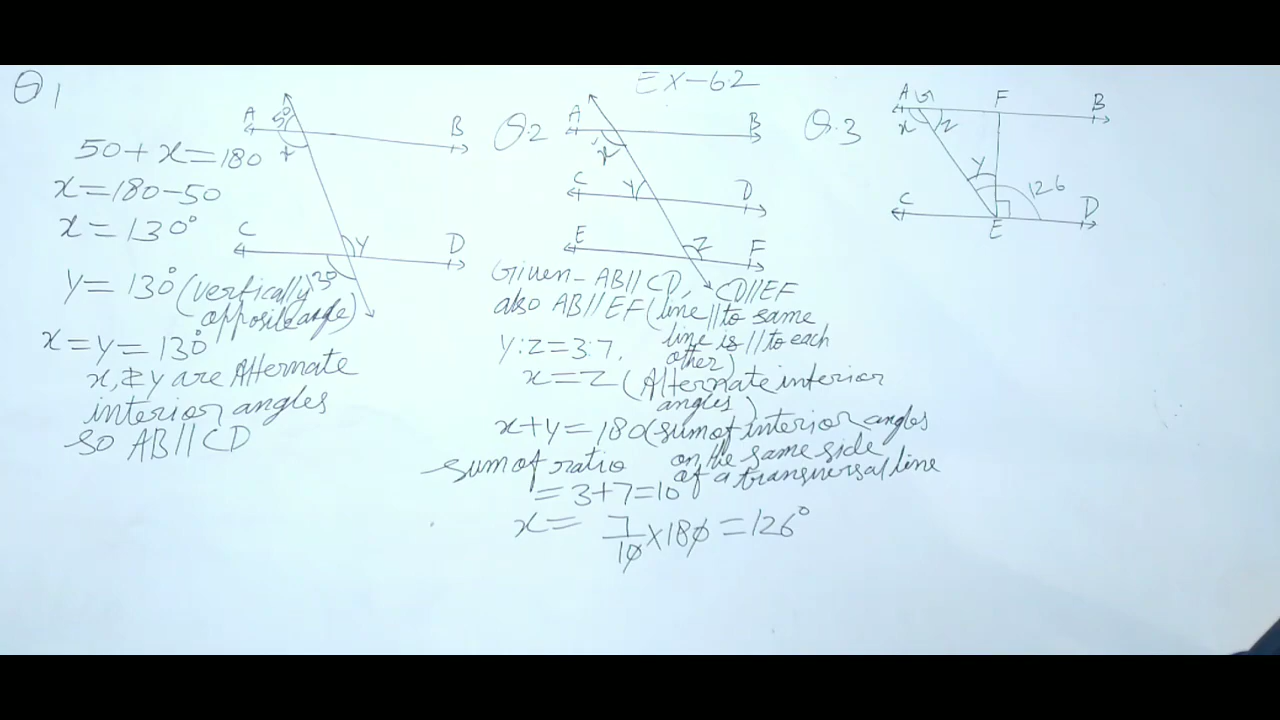 EX-6.2
Q1
50
A
B
x
50+x=180
x=180-50
x=130°
C
D
y
130
y=130° (vertically
opposite angle)
x=y=130°
x, y are Alternate
interior angles
so AB||CD
Q.2
A
B
x
C
D
y
E
F
z
Given- AB||CD, CD||EF
also AB||EF (line || to same
line is || to each
other)
y:z=3:7,
x=z (Alternate interior
angles)
x+y=180 (sum of interior angles
on the same side
of a transversal line
sum of ratio
=3+7=10
x= 7/10 x180=126°
Q.3
A G F B
x z
y
126
C
E
D